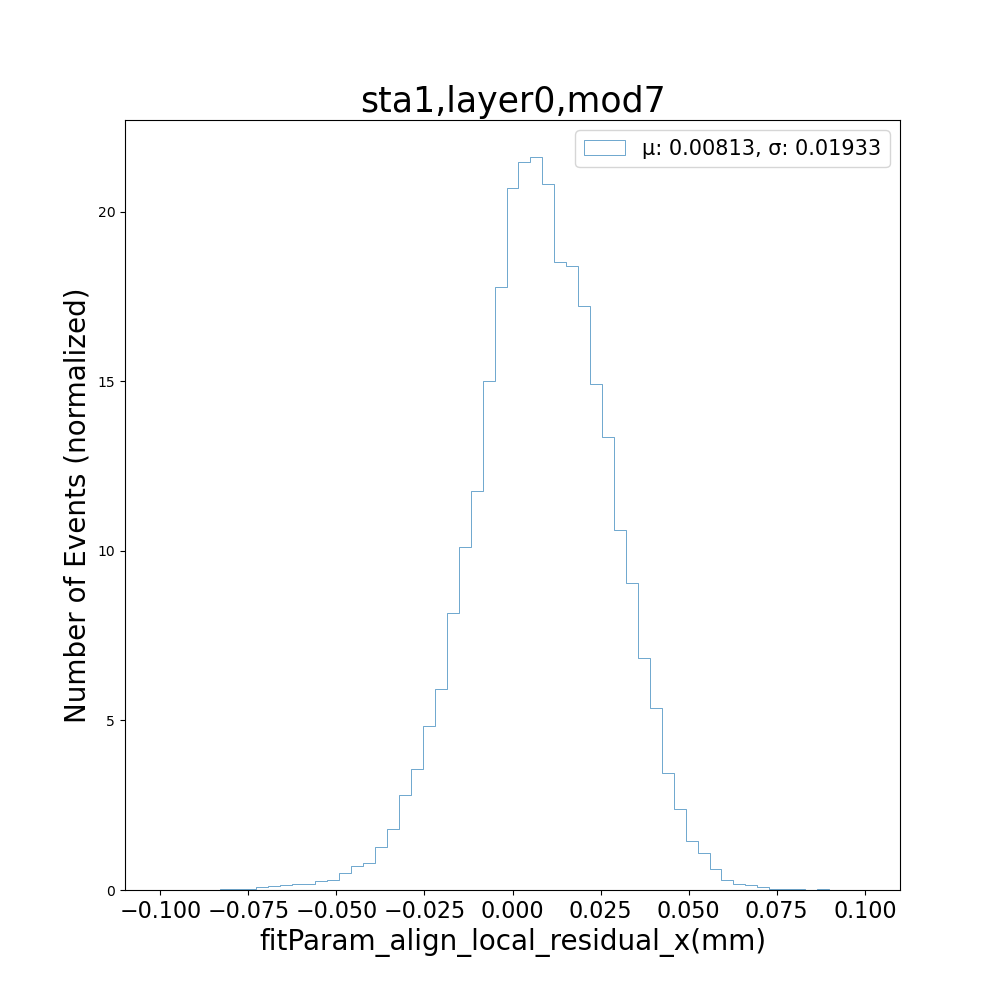 sta1,layer0,mod7
μ: 0.00813, σ: 0.01933
Number of Events (normalized)
20
15
10
5
0
−0.100 −0.075 −0.050 −0.025 0.000 0.025 0.050 0.075 0.100
fitParam_align_local_residual_x(mm)